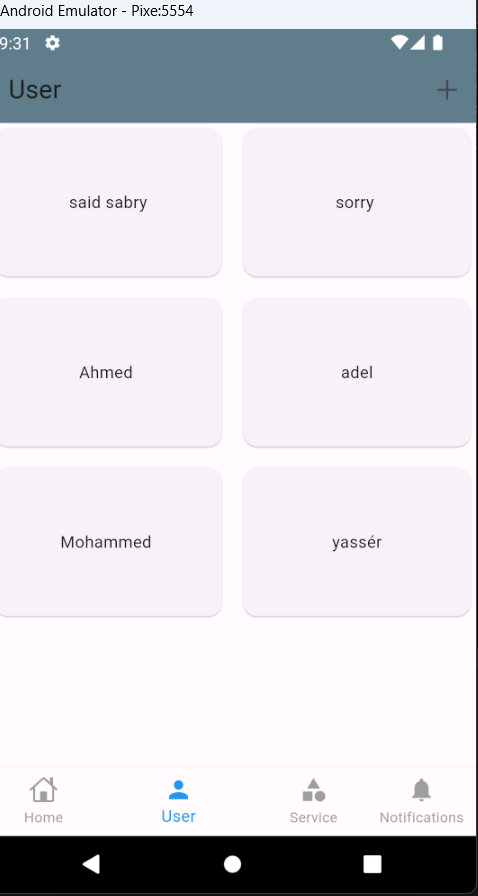 Android Emulator - Pixe:5554
9:31
User
said sabry
sorry
Ahmed
adel
Mohammed
yassér
Home
User
Service
Notifications